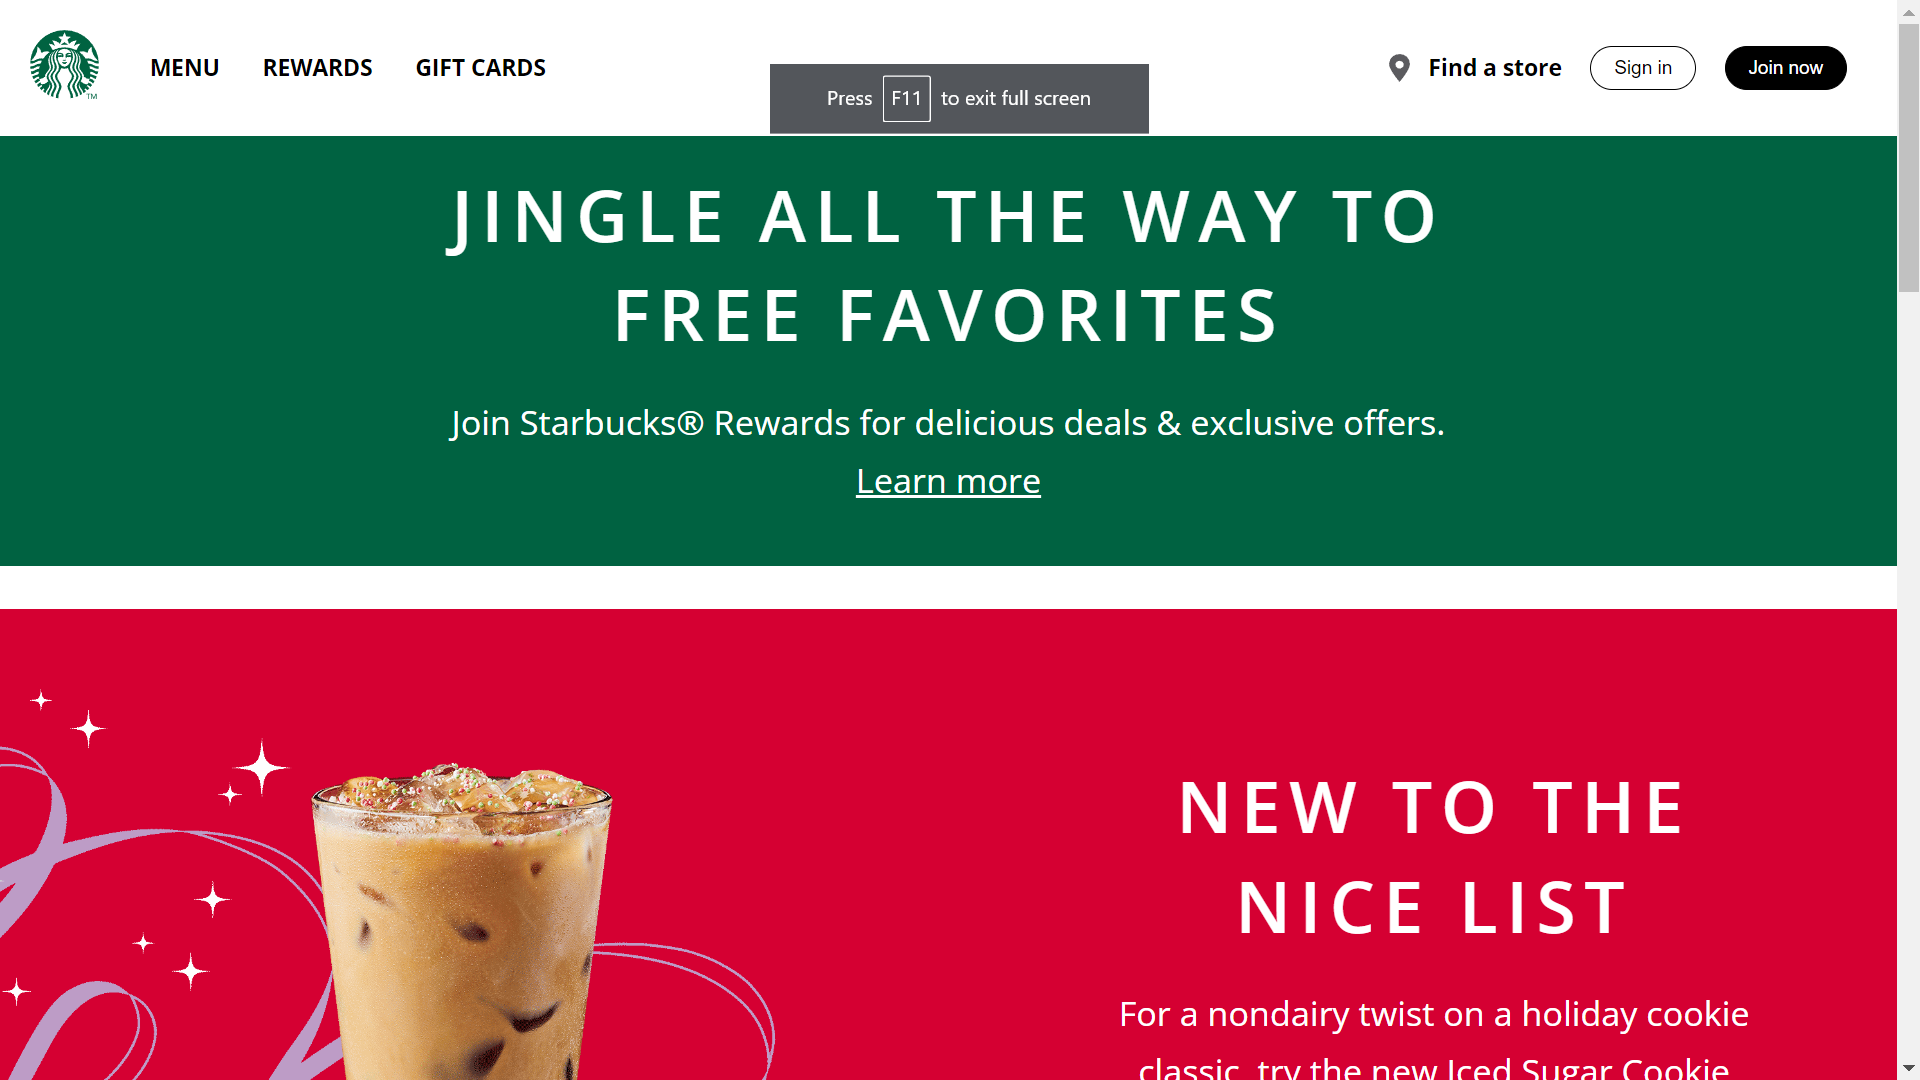 MENU REWARDS GIFT CARDS Find a store Sign in Join now
Press F11 to exit full screen
JINGLE ALL THE WAY TO
FREE FAVORITES
Join Starbucks® Rewards for delicious deals & exclusive offers.
Learn more
NEW TO THE
NICE LIST
For a nondairy twist on a holiday cookie
classic, try the new Iced Sugar Cookie
TM